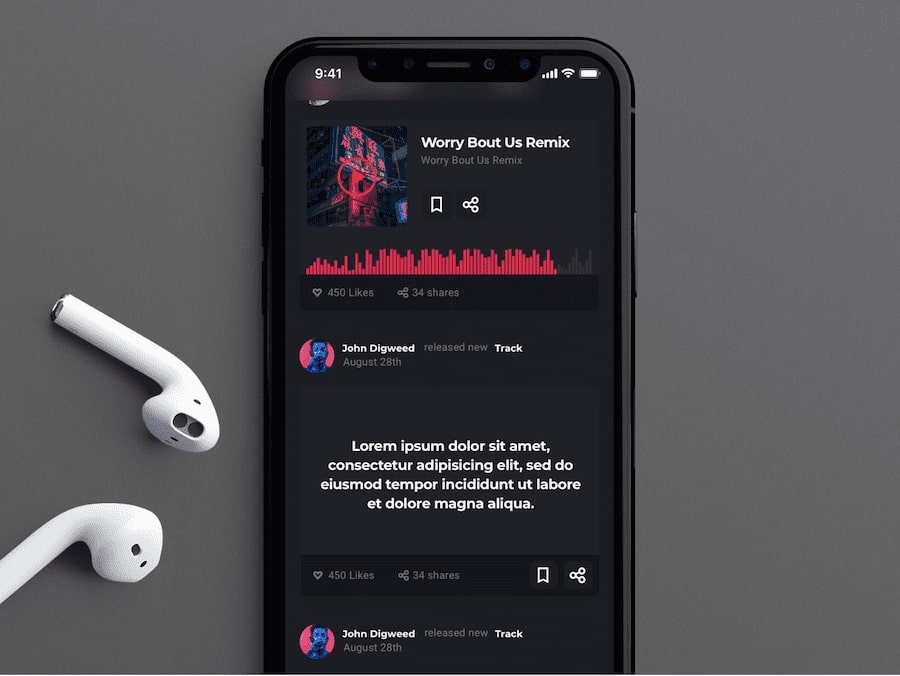 9:41
Worry Bout Us Remix
Worry Bout Us Remix
450 Likes 34 shares
John Digweed released new Track
August 28th
Lorem ipsum dolor sit amet,
consectetur adipisicing elit, sed do
eiusmod tempor incididunt ut labore
et dolore magna aliqua.
450 Likes 34 shares
John Digweed released new Track
August 28th